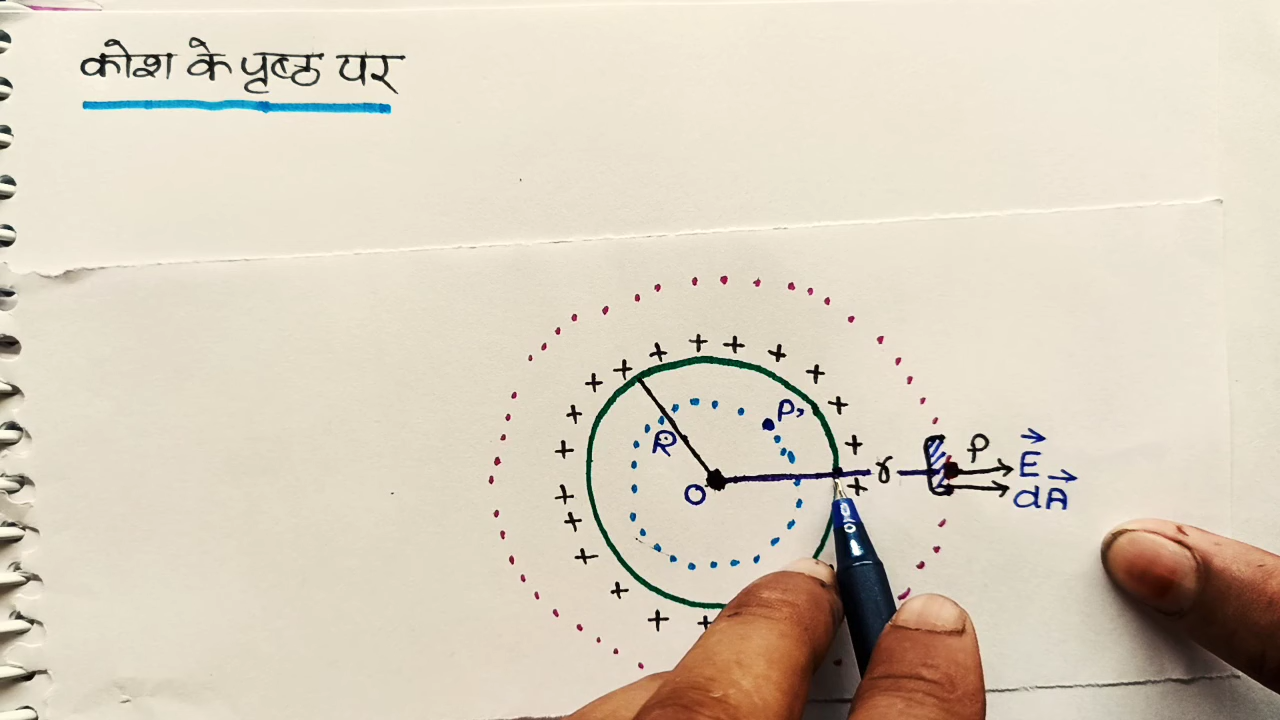 कोश के पृष्ठ पर
+ + + + + + + + + + + + + + + + + + + +
P,
R
O
r
P
E
dA